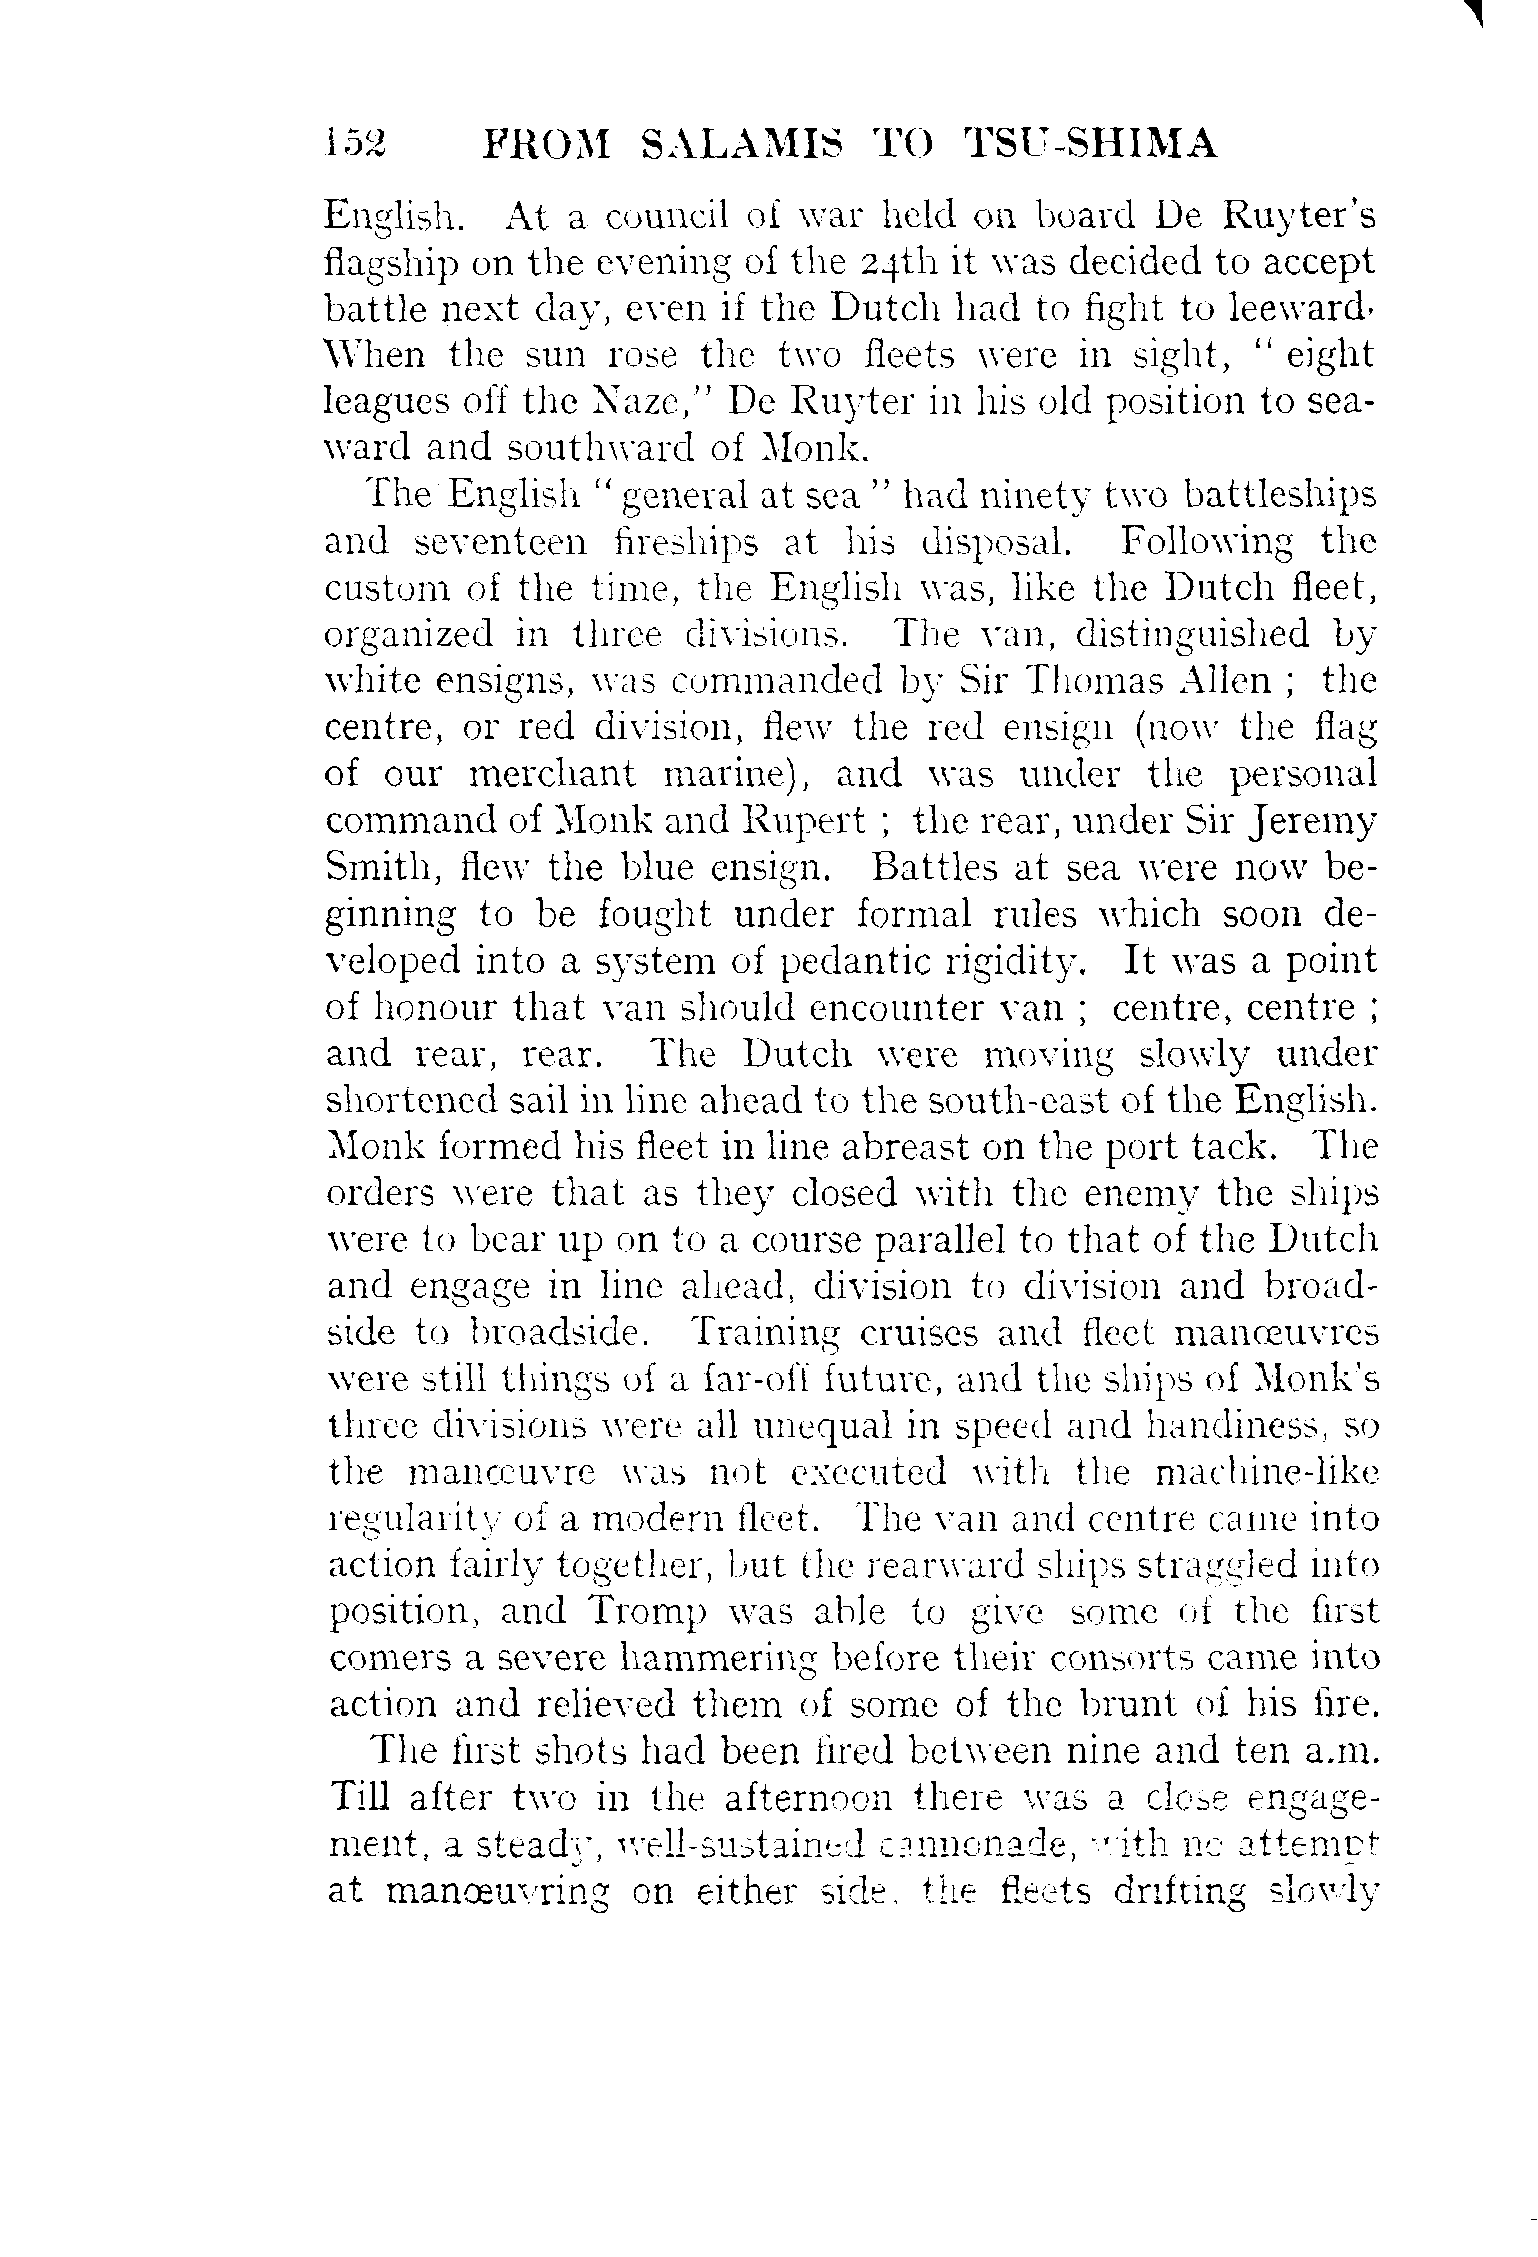 152 FROM SALAMIS TO TSU-SHIMA
English. At a council of war held on board De Ruyter's
flagship on the evening of the 24th it was decided to accept
battle next day, even if the Dutch had to fight to leeward.
When the sun rose the two fleets were in sight, " eight
leagues off the Naze," De Ruyter in his old position to sea-
ward and southward of Monk.
The English " general at sea " had ninety two battleships
and seventeen fireships at his disposal. Following the
custom of the time, the English was, like the Dutch fleet,
organized in three divisions. The van, distinguished by
white ensigns, was commanded by Sir Thomas Allen ; the
centre, or red division, flew the red ensign (now the flag
of our merchant marine), and was under the personal
command of Monk and Rupert ; the rear, under Sir Jeremy
Smith, flew the blue ensign. Battles at sea were now be-
ginning to be fought under formal rules which soon de-
veloped into a system of pedantic rigidity. It was a point
of honour that van should encounter van ; centre, centre ;
and rear, rear. The Dutch were moving slowly under
shortened sail in line ahead to the south-east of the English.
Monk formed his fleet in line abreast on the port tack. The
orders were that as they closed with the enemy the ships
were to bear up on to a course parallel to that of the Dutch
and engage in line ahead, division to division and broad-
side to broadside. Training cruises and fleet manœuvres
were still things of a far-off future, and the ships of Monk's
three divisions were all unequal in speed and handiness, so
the manœuvre was not executed with the machine-like
regularity of a modern fleet. The van and centre came into
action fairly together, but the rearward ships straggled into
position, and Tromp was able to give some of the first
comers a severe hammering before their consorts came into
action and relieved them of some of the brunt of his fire.
The first shots had been fired between nine and ten a.m.
Till after two in the afternoon there was a close engage-
ment, a steady, well-sustained cannonade, with no attempt
at manœuvring on either side, the fleets drifting slowly